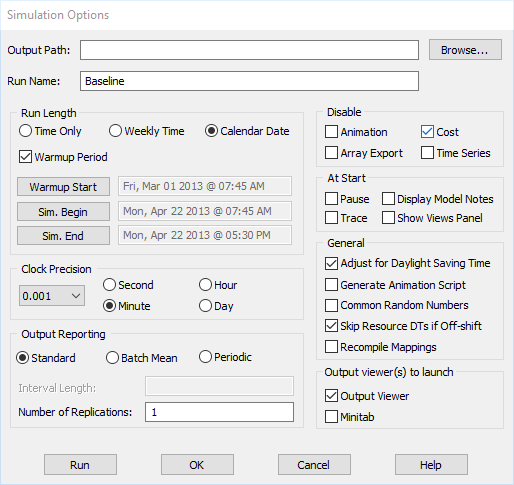 Simulation Options
Output Path:
Browse...
Run Name: Baseline
Run Length
Time Only Weekly Time Calendar Date
Warmup Period
Warmup Start Fri, Mar 01 2013 @ 07:45 AM
Sim. Begin Mon, Apr 22 2013 @ 07:45 AM
Sim. End Mon, Apr 22 2013 @ 05:30 PM
Disable
Animation Cost
Array Export Time Series
At Start
Pause Display Model Notes
Trace Show Views Panel
Clock Precision
0.001
Second Hour
Minute Day
General
Adjust for Daylight Saving Time
Generate Animation Script
Common Random Numbers
Skip Resource DTs if Off-shift
Recompile Mappings
Output Reporting
Standard Batch Mean Periodic
Interval Length:
Number of Replications: 1
Output viewer(s) to launch
Output Viewer
Minitab
Run OK Cancel Help